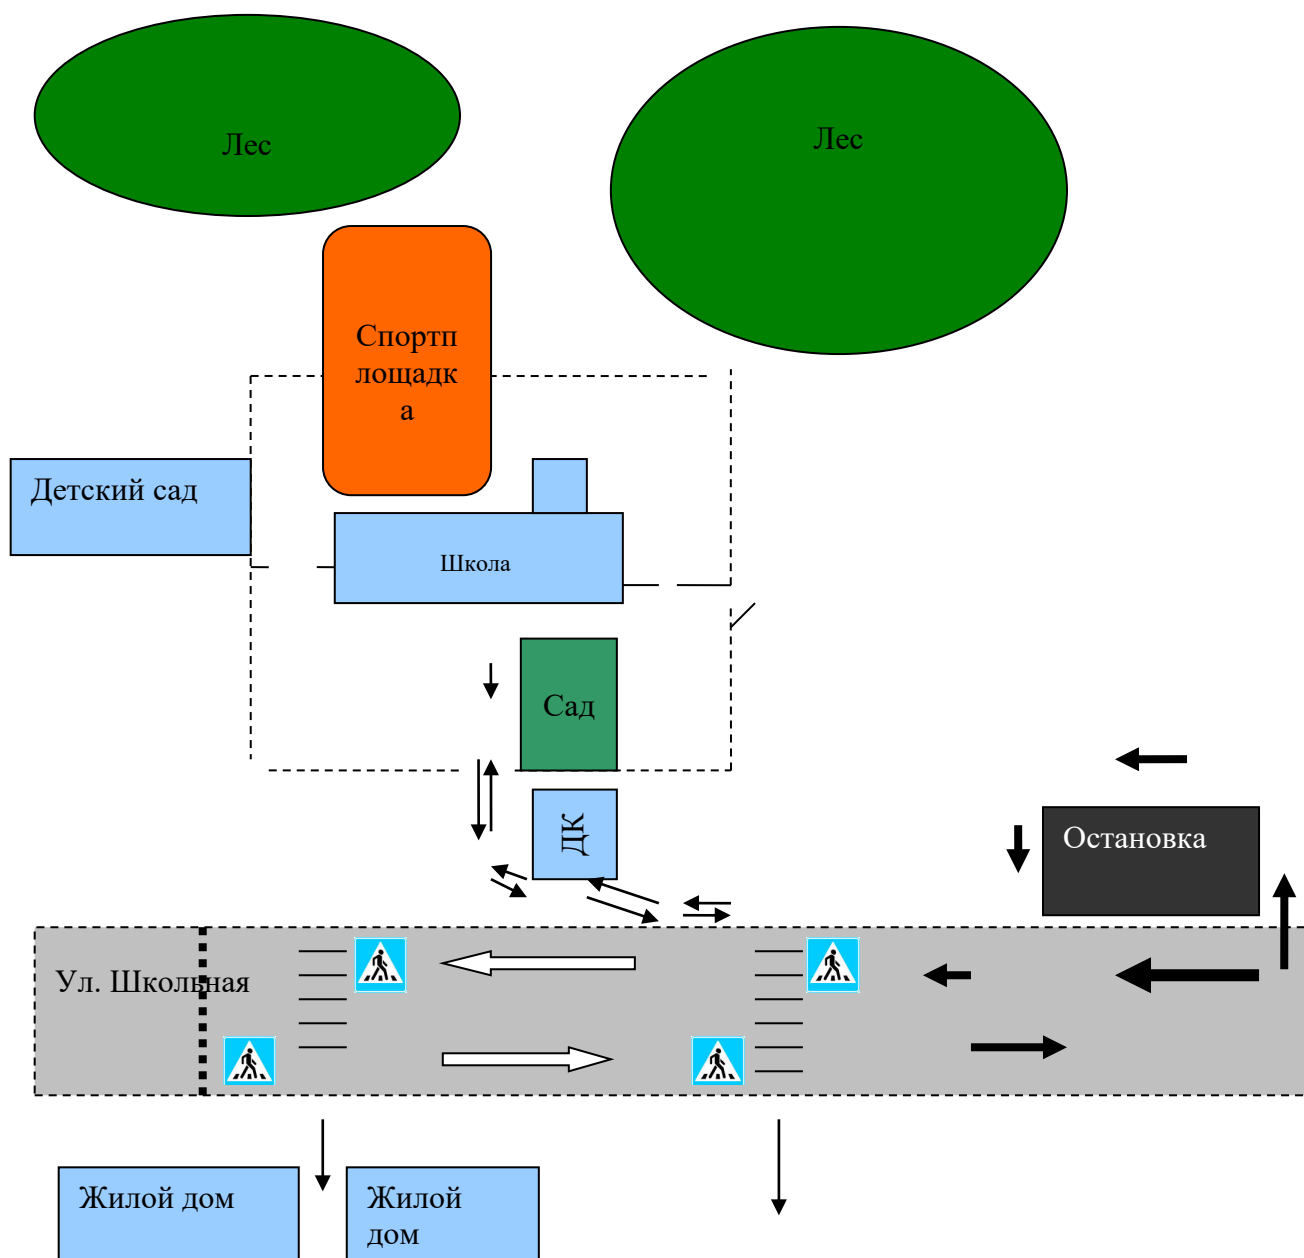 Лес
Лес
Спортп
лощадк
а
Детский сад
Школа
Сад
ДК
Остановка
Ул. Школьная
Жилой дом
Жилой
дом